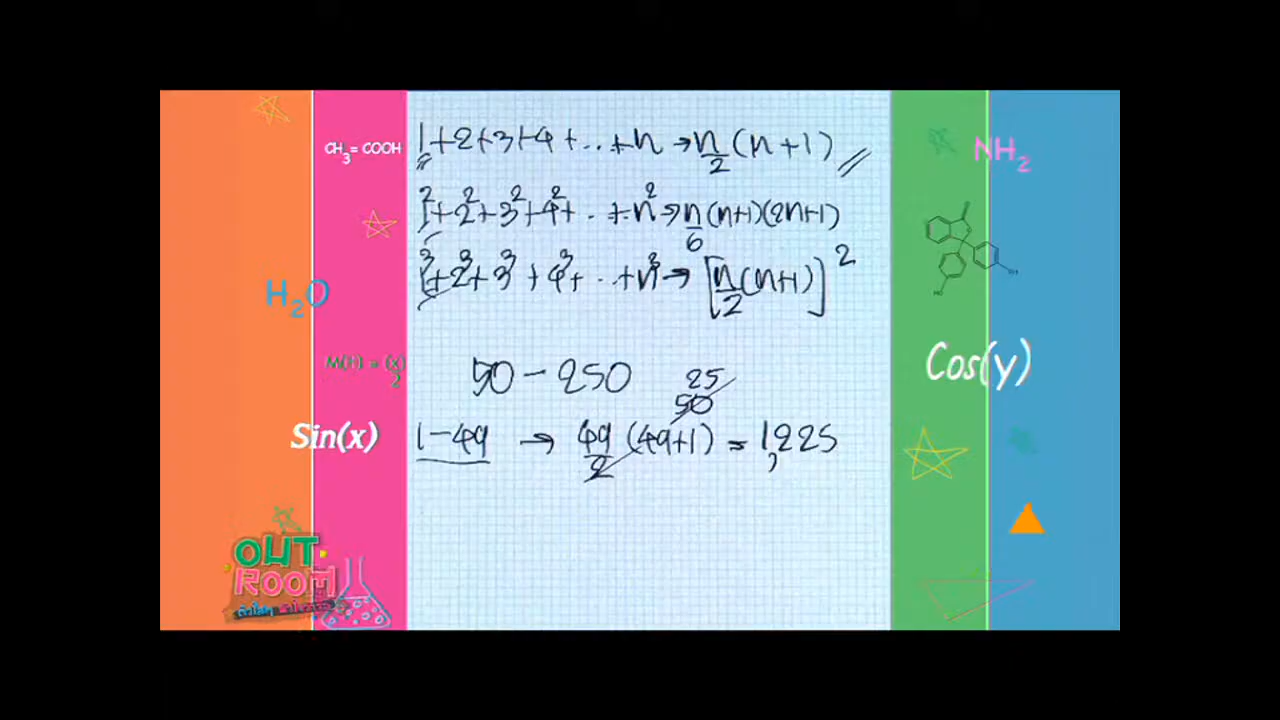 CH₃=COOH
1+2+3+4+...+n → n/2 (n+1)
NH₂
1²+2²+3²+4²+...+n² → n/6 (n+1)(2n+1)
1³+2³+3³+4³+...+n³ → [n/2 (n+1)]²
H₂O
M(1) = (x)/2
50 - 250
Cos(y)
25
50
Sin(x)
1-49 → 49/2 (49+1) = 1,225
OUT
ROOM